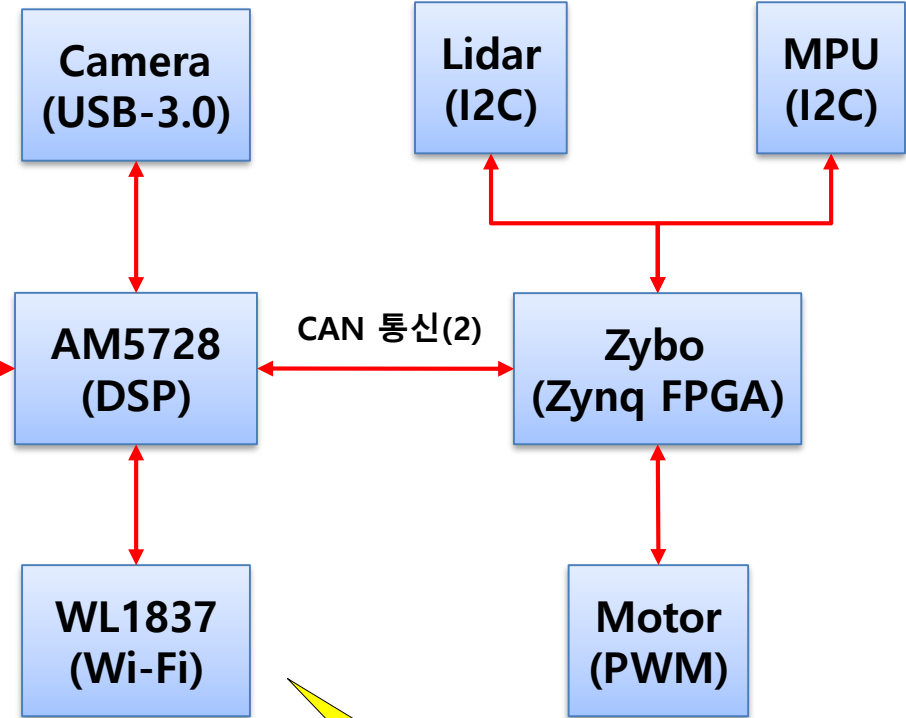 Camera
(USB-3.0)
Lidar
(I2C)
MPU
(I2C)
AM5728
(DSP)
CAN 통신(2)
Zybo
(Zynq FPGA)
WL1837
(Wi-Fi)
Motor
(PWM)